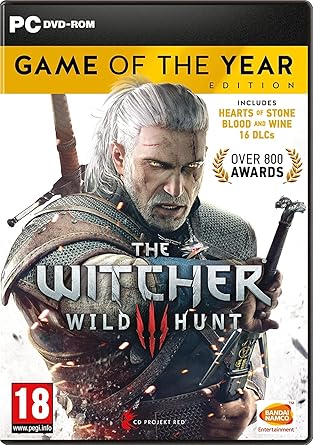 PC DVD-ROM
GAME OF THE YEAR
EDITION
INCLUDES
HEARTS OF STONE
BLOOD AND WINE
16 DLCs
OVER 800
AWARDS
THE
WITCHER
III
WILD HUNT
18
www.pegi.info
CD PROJEKT RED
BANDAI
NAMCO
Entertainment